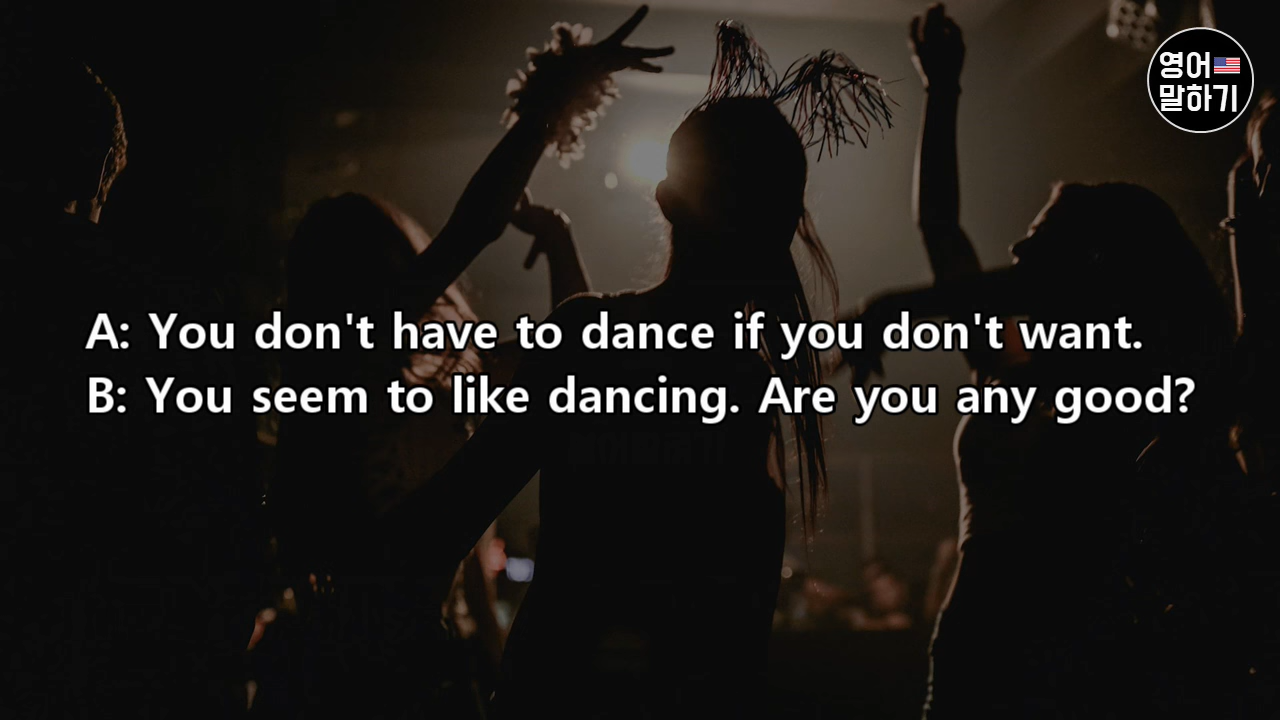 영어
말하기
A: You don't have to dance if you don't want.
B: You seem to like dancing. Are you any good?